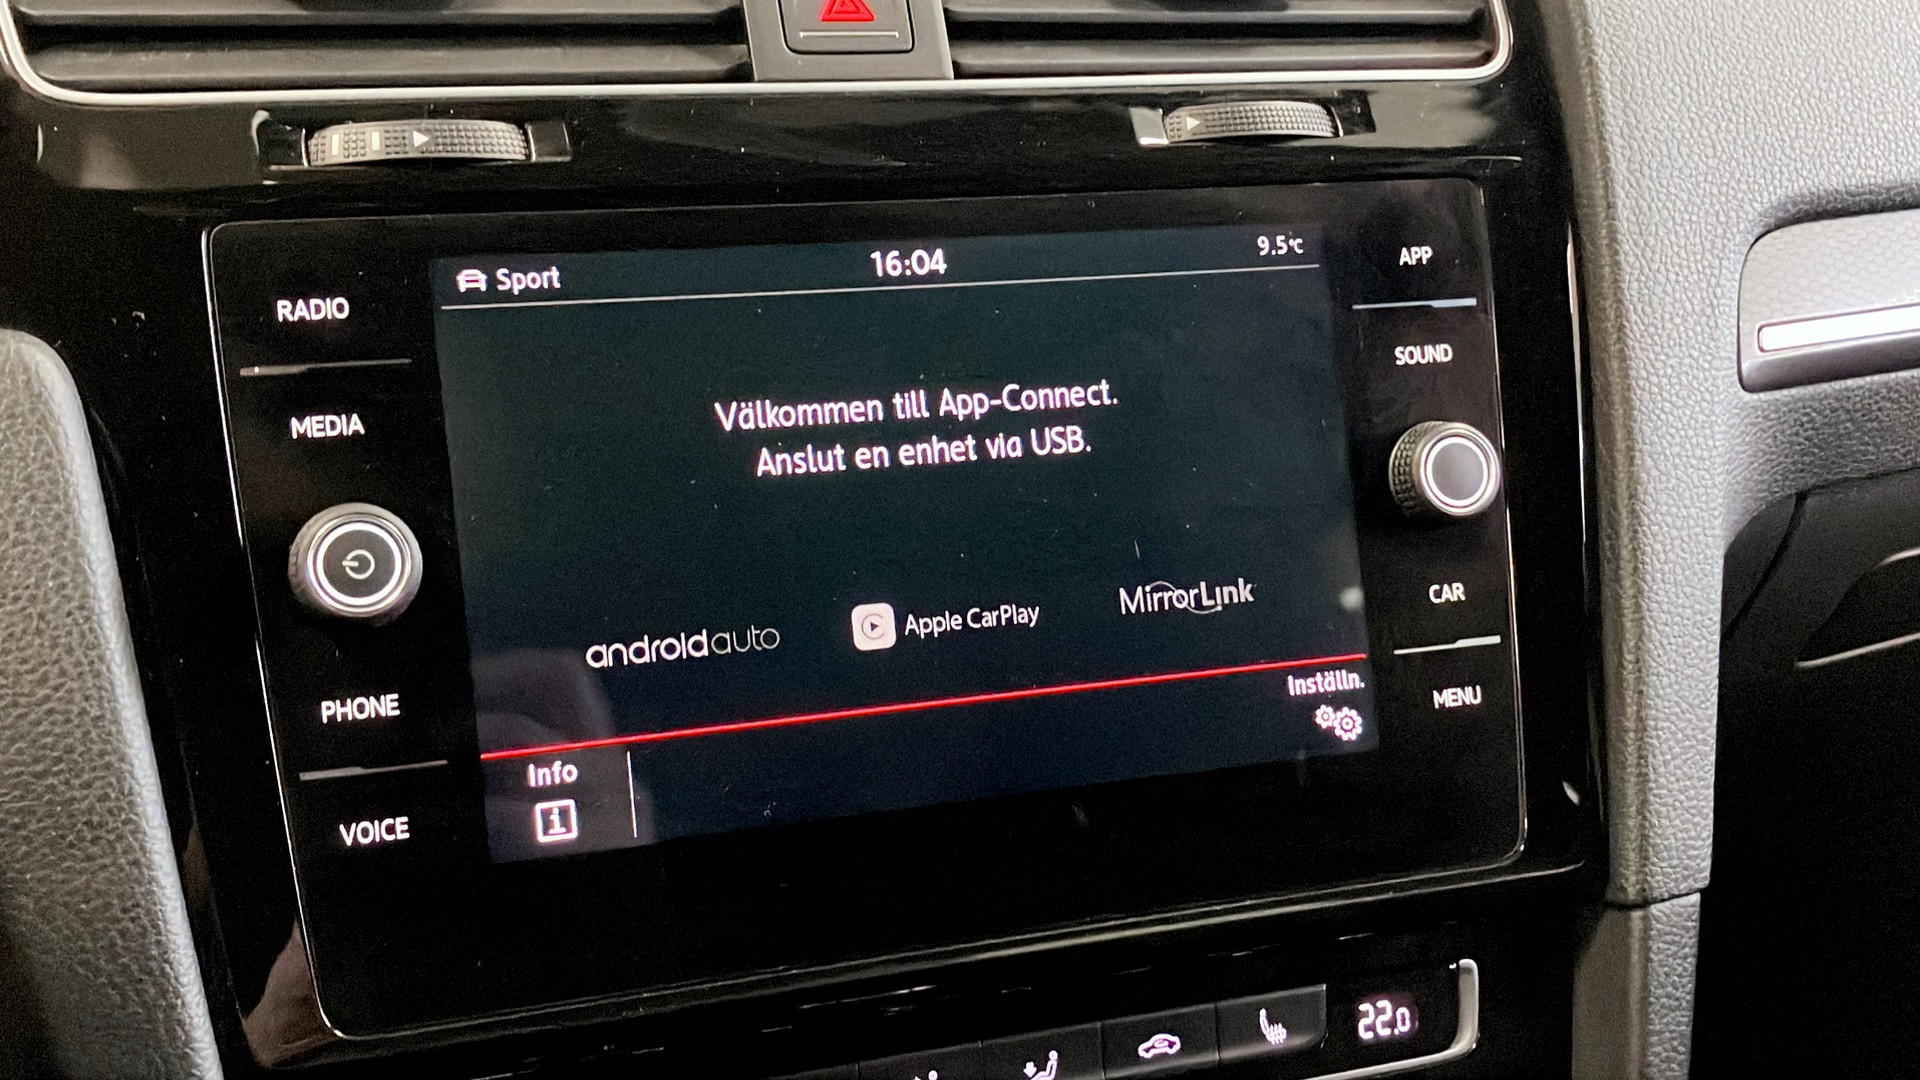 Sport
16:04
9.5°C
RADIO
MEDIA
PHONE
VOICE
Välkommen till App-Connect.
Anslut en enhet via USB.
androidauto
Apple CarPlay
MirrorLink
Inställn.
Info
i
APP
SOUND
CAR
MENU
22.0